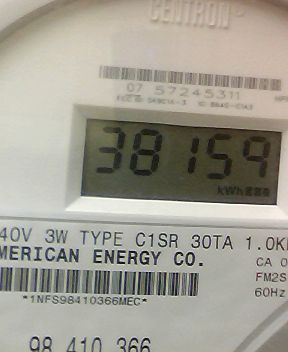 CENTRON®
07 57245311
38159
kWh
40V 3W TYPE C1SR 30TA 1.0K
MERICAN ENERGY CO.
CA 0
FM2S
*1NFS98410366MEC*
60Hz
98 410 366